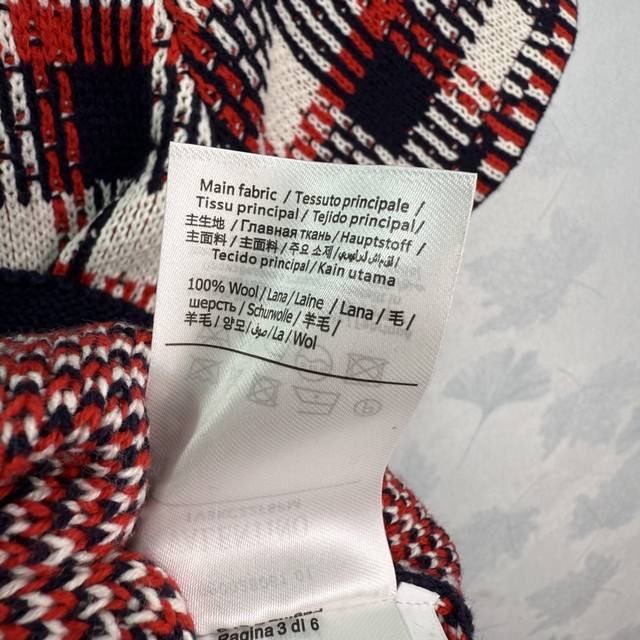 Main fabric / Tessuto principale /
Tissu principal / Tejido principal /
主生地 / Главная ткань / Hauptstoff /
主面料 / 主要面料 / 주요 소재 /
Tecido principal / Kain utama
100% Wool / Lana / Laine / Lana / 毛 /
шерсть / Schurwolle / 羊毛 /
羊毛 / 양모 / صوف / La / Wol
Pagina 3 di 6